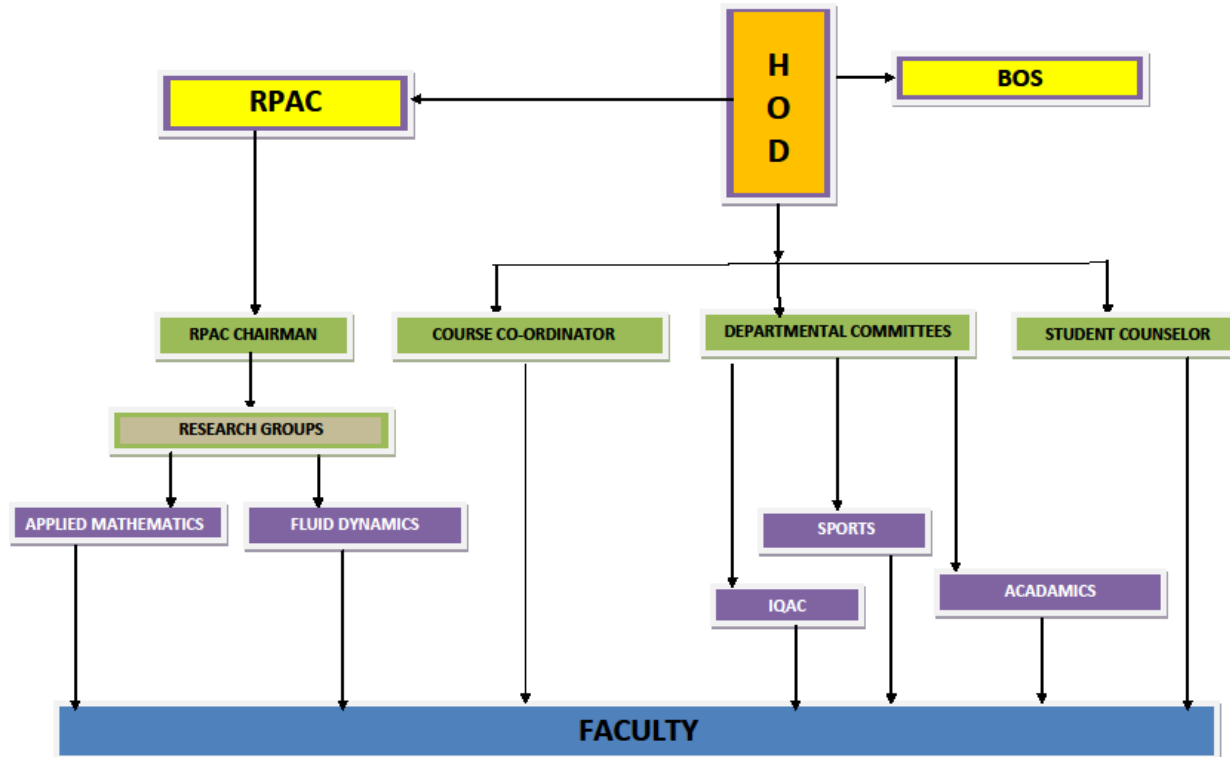 H
O
D
RPAC
BOS
RPAC CHAIRMAN
COURSE CO-ORDINATOR
DEPARTMENTAL COMMITTEES
STUDENT COUNSELOR
RESEARCH GROUPS
APPLIED MATHEMATICS
FLUID DYNAMICS
SPORTS
IQAC
ACADAMICS
FACULTY